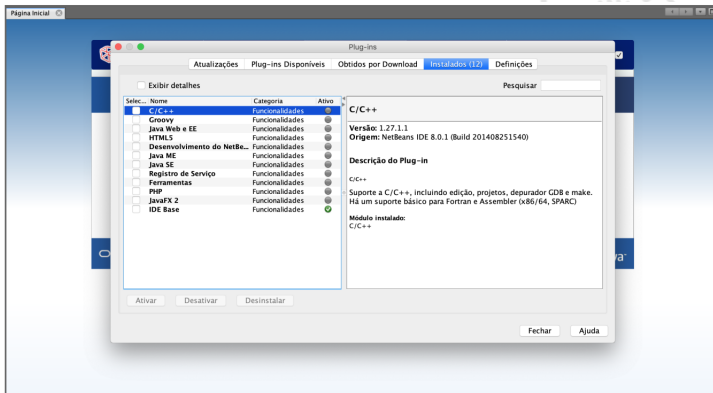 Página Inicial
Plug-ins
Atualizações Plug-ins Disponíveis Obtidos por Download Instalados (12) Definições
Exibir detalhes Pesquisar
Selec... Nome Categoria Ativo
C/C++ Funcionalidades
Groovy Funcionalidades
Java Web e EE Funcionalidades
HTML5 Funcionalidades
Desenvolvimento do NetBe... Funcionalidades
Java ME Funcionalidades
Java SE Funcionalidades
Registro de Serviço Funcionalidades
Ferramentas Funcionalidades
PHP Funcionalidades
JavaFX 2 Funcionalidades
IDE Base Funcionalidades
C/C++
Versão: 1.27.1.1
Origem: NetBeans IDE 8.0.1 (Build 201408251540)
Descrição do Plug-in
C/C++
Suporte a C/C++, incluindo edição, projetos, depurador GDB e make.
Há um suporte básico para Fortran e Assembler (x86/64, SPARC)
Módulo instalado:
C/C++
Ativar Desativar Desinstalar
Fechar Ajuda